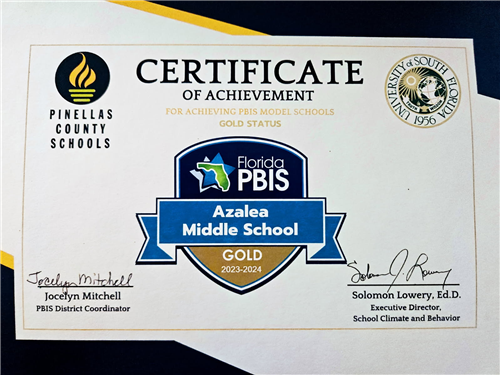 CERTIFICATE
OF ACHIEVEMENT
FOR ACHIEVING PBIS MODEL SCHOOLS
GOLD STATUS
PINELLAS
COUNTY
SCHOOLS
UNIVERSITY of SOUTH FLORIDA
1956
Florida
PBIS
Azalea
Middle School
GOLD
2023-2024
Jocelyn Mitchell
Jocelyn Mitchell
PBIS District Coordinator
Solomon Lowery, Ed.D.
Executive Director,
School Climate and Behavior